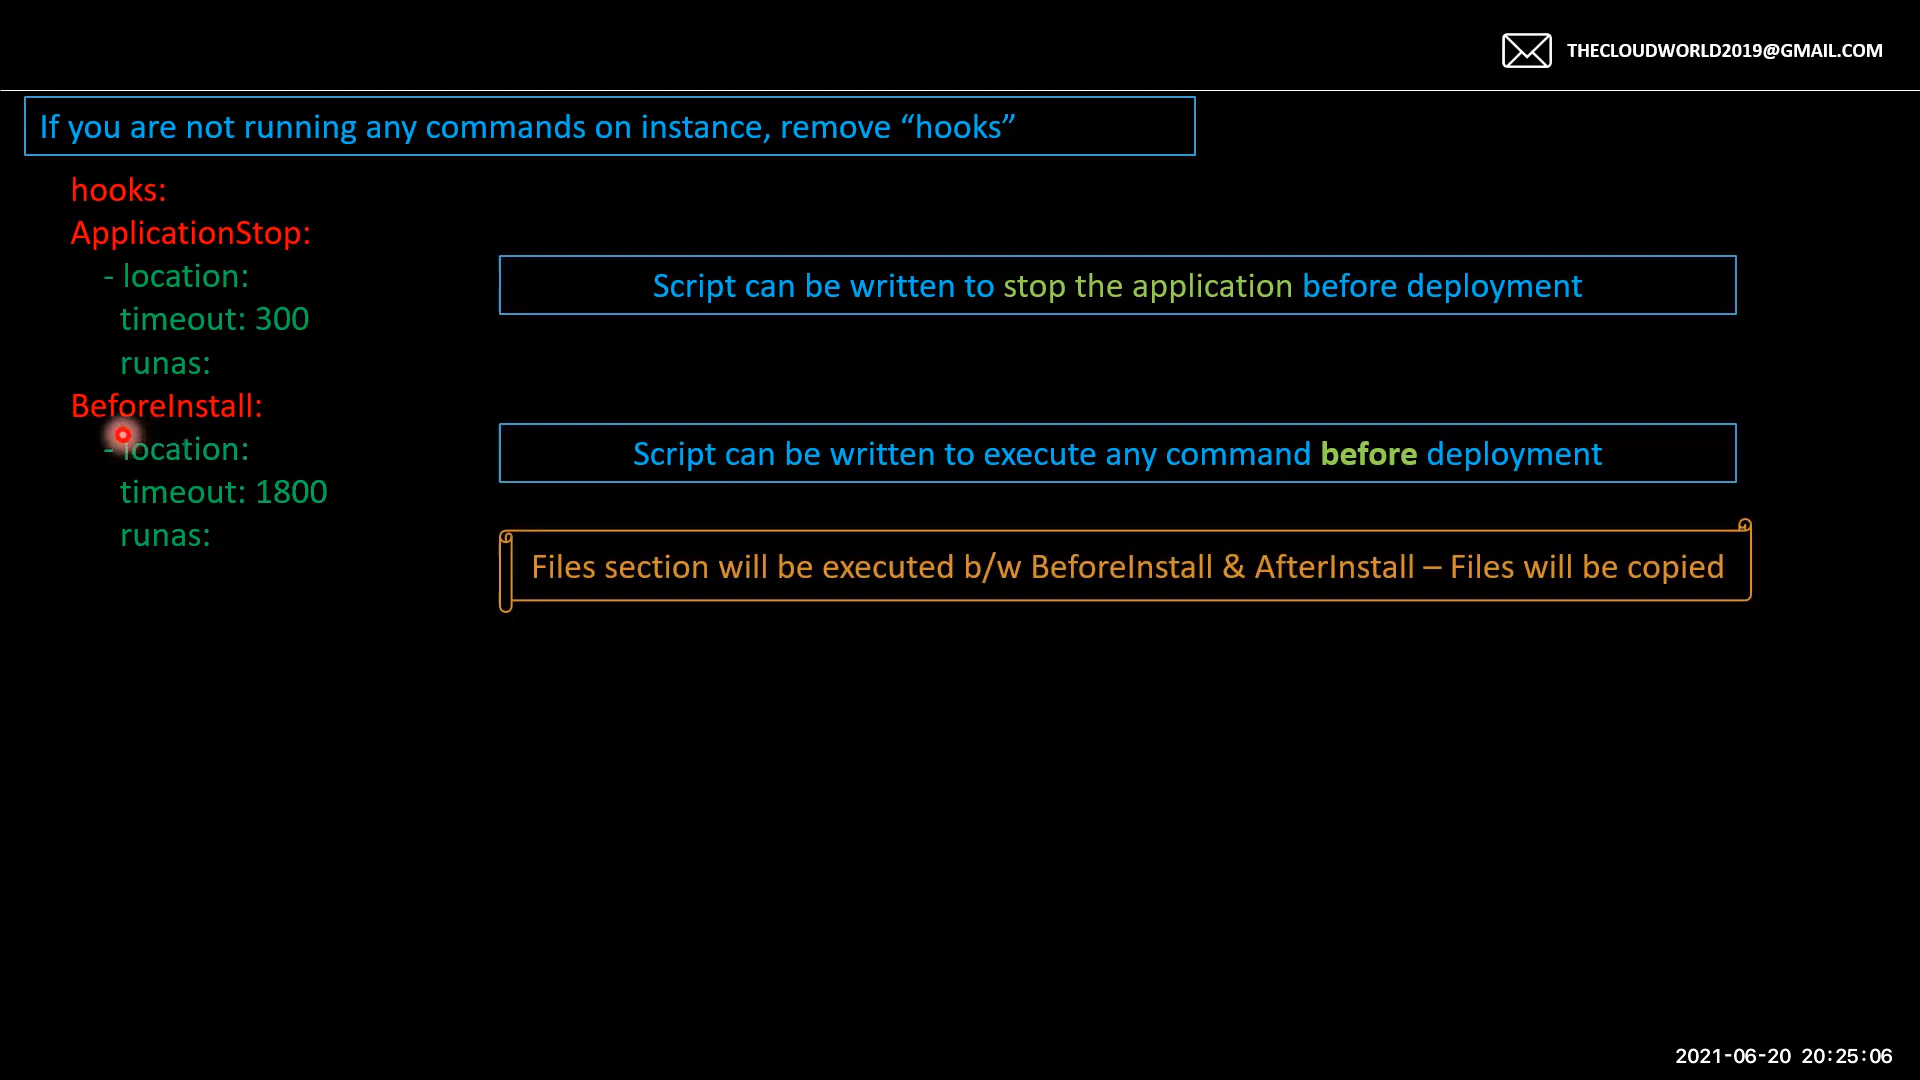 THECLOUDWORLD2019@GMAIL.COM
If you are not running any commands on instance, remove “hooks”
hooks:
ApplicationStop:
- location:
timeout: 300
runas:
Script can be written to stop the application before deployment
BeforeInstall:
- location:
timeout: 1800
runas:
Script can be written to execute any command before deployment
Files section will be executed b/w BeforeInstall & AfterInstall – Files will be copied
2021-06-20 20:25:06